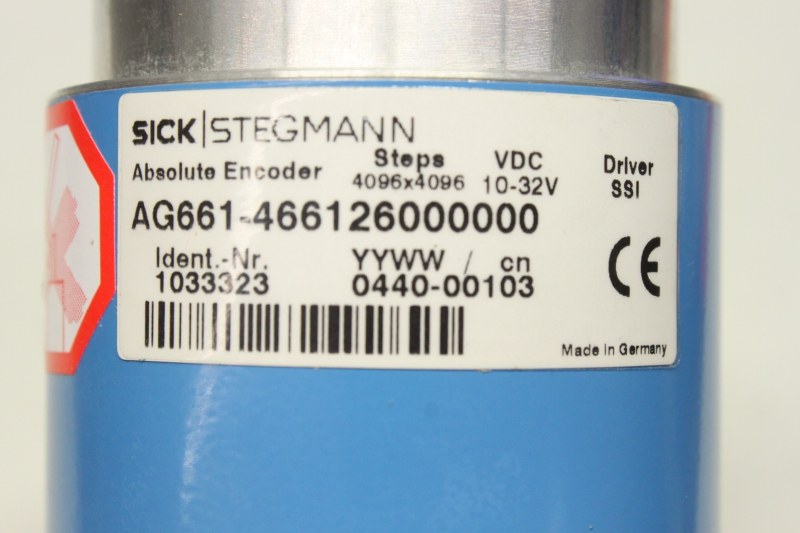 SICK|STEGMANN
Absolute Encoder Steps VDC Driver
4096x4096 10-32V SSI
AG661-466126000000
Ident.-Nr. YYWW / cn
1033323 0440-00103
CE
Made in Germany